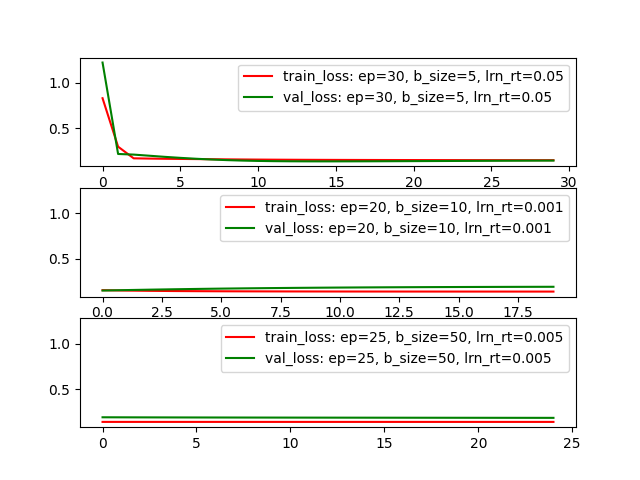 1.0
0.5
train_loss: ep=30, b_size=5, lrn_rt=0.05
val_loss: ep=30, b_size=5, lrn_rt=0.05
0 5 10 15 20 25 30
1.0
0.5
train_loss: ep=20, b_size=10, lrn_rt=0.001
val_loss: ep=20, b_size=10, lrn_rt=0.001
0.0 2.5 5.0 7.5 10.0 12.5 15.0 17.5
1.0
0.5
train_loss: ep=25, b_size=50, lrn_rt=0.005
val_loss: ep=25, b_size=50, lrn_rt=0.005
0 5 10 15 20 25